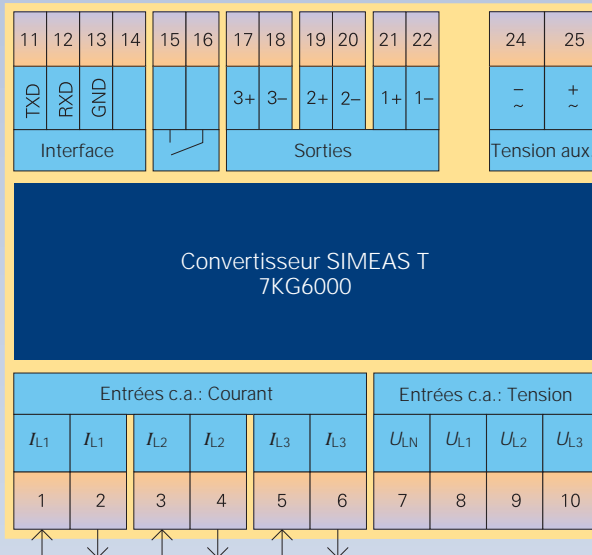 11 12 13 14 15 16 17 18 19 20 21 22 24 25
TXD RXD GND 3+ 3– 2+ 2– 1+ 1– – ~ + ~
Interface Sorties Tension aux
Convertisseur SIMEAS T
7KG6000
Entrées c.a.: Courant Entrées c.a.: Tension
IL1 IL1 IL2 IL2 IL3 IL3 ULN UL1 UL2 UL3
1 2 3 4 5 6 7 8 9 10